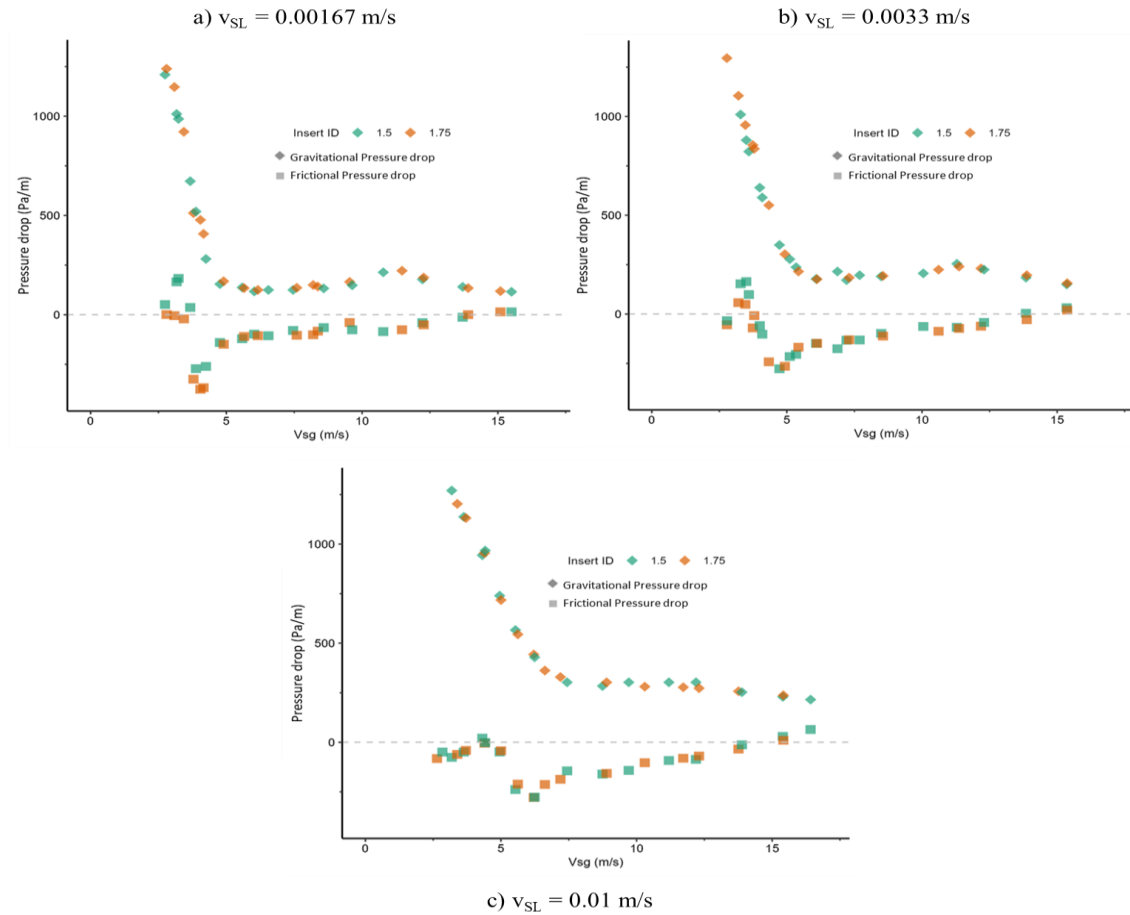 a) vSL = 0.00167 m/s
b) vSL = 0.0033 m/s
Pressure drop (Pa/m)
1000
500
0
Insert ID 1.5 1.75
Gravitational Pressure drop
Frictional Pressure drop
0 5 10 15
Vsg (m/s)
Pressure drop (Pa/m)
1000
500
0
Insert ID 1.5 1.75
Gravitational Pressure drop
Frictional Pressure drop
0 5 10 15
Vsg (m/s)
Pressure drop (Pa/m)
1000
500
0
Insert ID 1.5 1.75
Gravitational Pressure drop
Frictional Pressure drop
0 5 10 15
Vsg (m/s)
c) vSL = 0.01 m/s